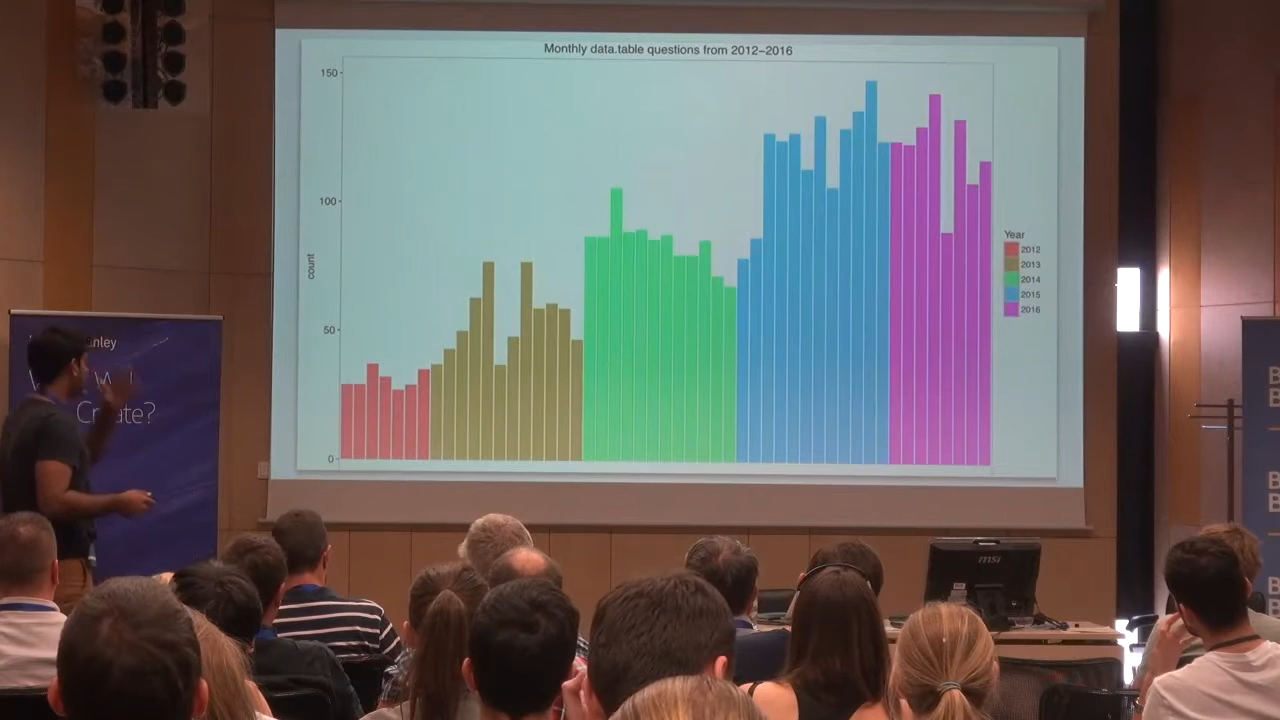 Monthly data.table questions from 2012–2016
150
100
50
0
count
Year
2012
2013
2014
2015
2016
anley
W
Create?
msi
B
B
B
B
B